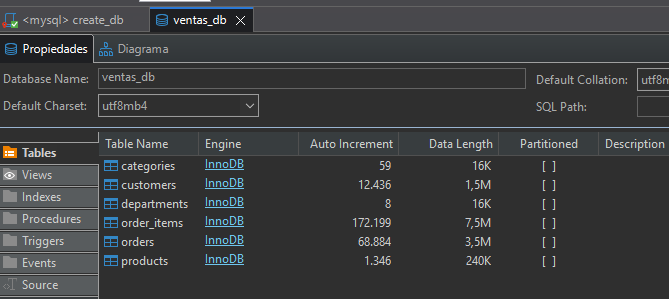 <mysql> create_db ventas_db
Propiedades Diagrama
Database Name: ventas_db Default Collation: utf8m
Default Charset: utf8mb4 SQL Path:
Tables Table Name Engine Auto Increment Data Length Partitioned Description
Views categories InnoDB 59 16K [ ]
Indexes customers InnoDB 12.436 1,5M [ ]
Procedures departments InnoDB 8 16K [ ]
Triggers order_items InnoDB 172.199 7,5M [ ]
Events orders InnoDB 68.884 3,5M [ ]
Source products InnoDB 1.346 240K [ ]